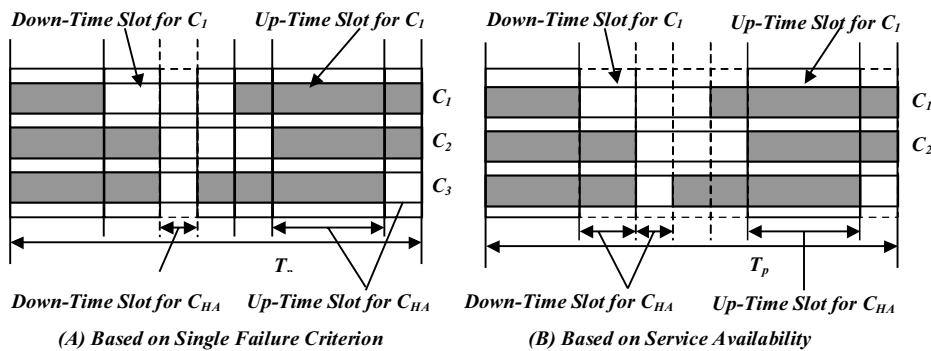 Down-Time Slot for C1 Up-Time Slot for C1
C1
C2
C3
Down-Time Slot for CHA Up-Time Slot for CHA
(A) Based on Single Failure Criterion
Down-Time Slot for C1 Up-Time Slot for C1
C1
C2
Tp
Down-Time Slot for CHA Up-Time Slot for CHA
(B) Based on Service Availability